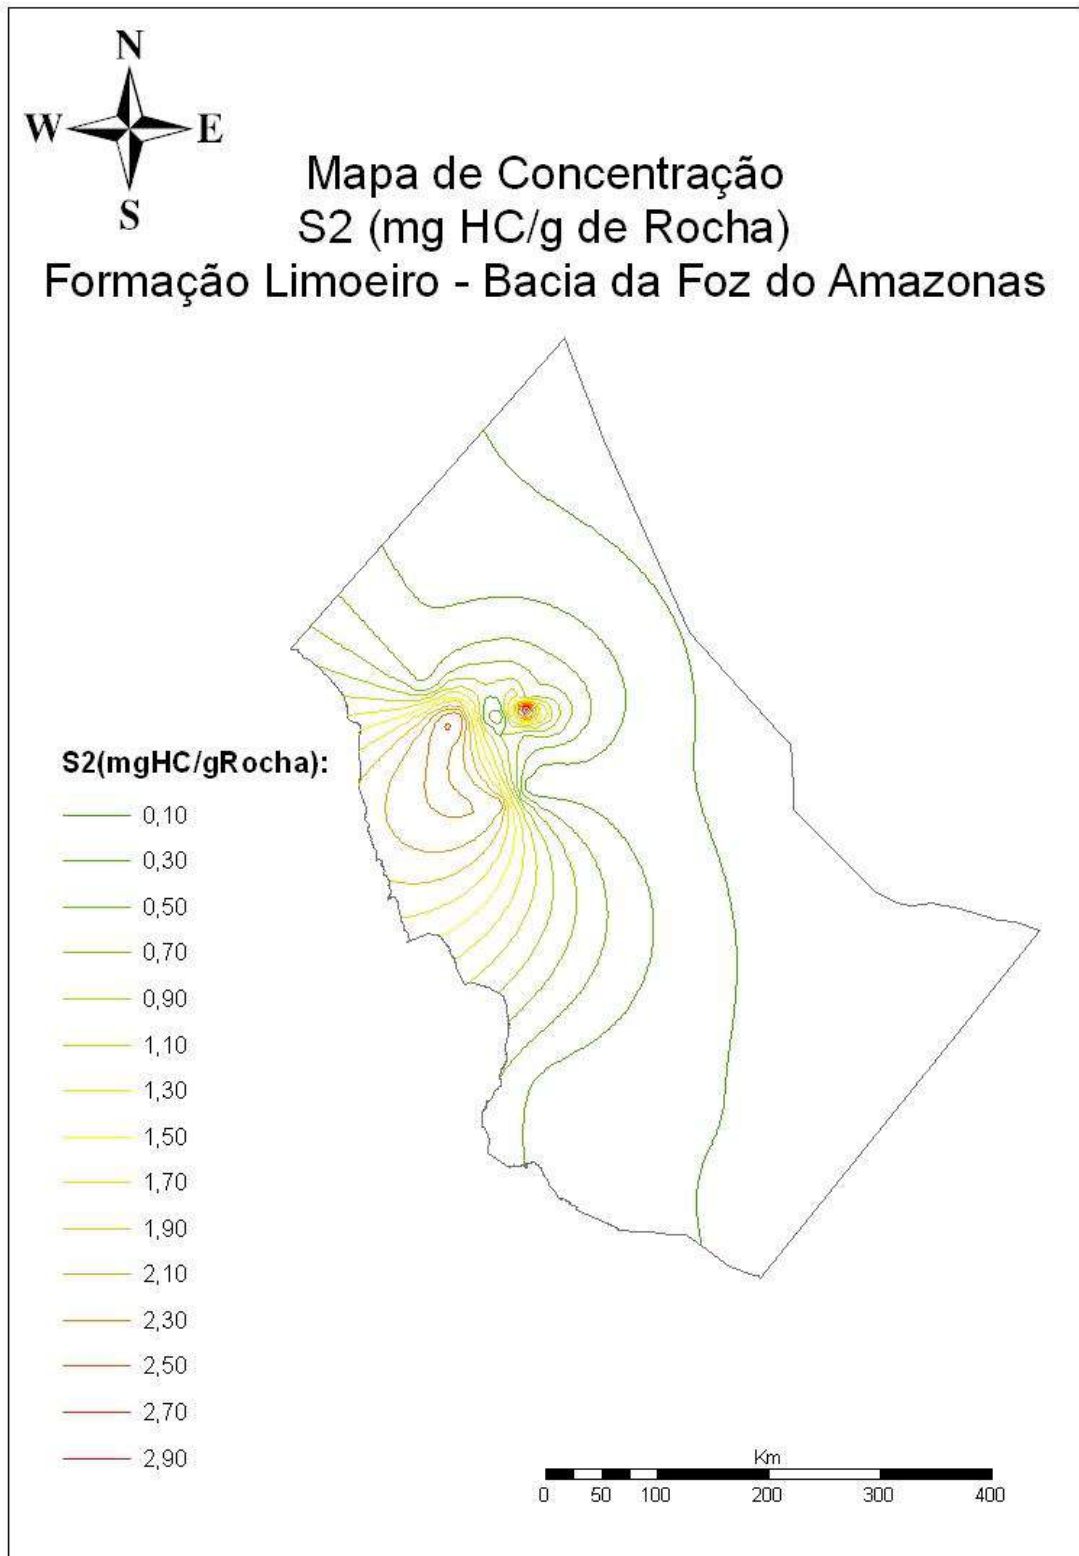 N
W E
S
Mapa de Concentração
S2 (mg HC/g de Rocha)
Formação Limoeiro - Bacia da Foz do Amazonas
S2(mgHC/gRocha):
0,10
0,30
0,50
0,70
0,90
1,10
1,30
1,50
1,70
1,90
2,10
2,30
2,50
2,70
2,90
Km
0 50 100 200 300 400